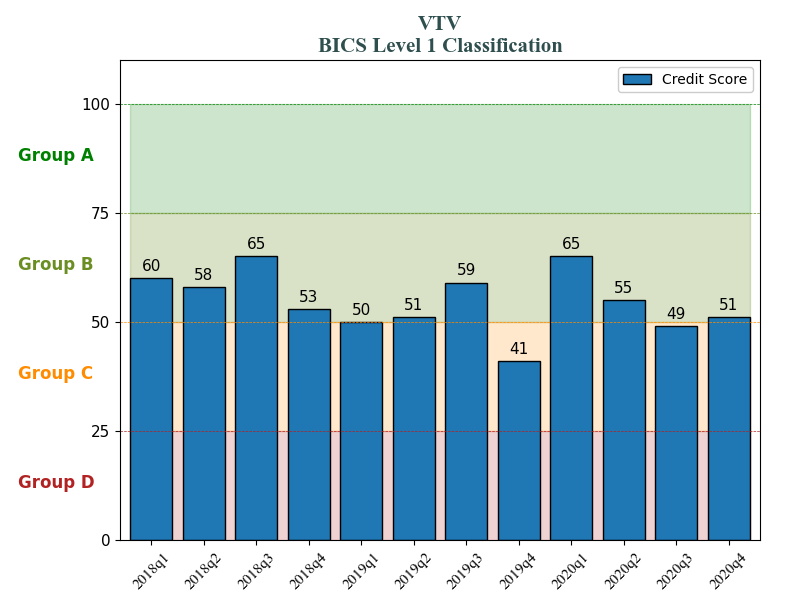 VTV
BICS Level 1 Classification
Credit Score
100
Group A
75
65
65
Group B
60
58
59
53
50
51
55
49
51
50
41
Group C
25
Group D
0
2018q1
2018q2
2018q3
2018q4
2019q1
2019q2
2019q3
2019q4
2020q1
2020q2
2020q3
2020q4